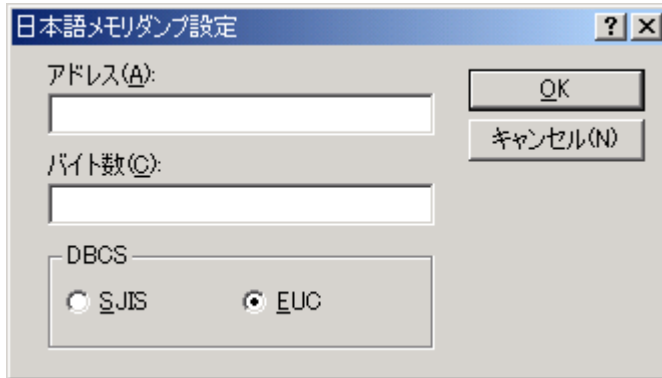 日本語メモリダンプ設定
アドレス(A):
OK
キャンセル(N)
バイト数(C):
DBCS
SJIS EUC